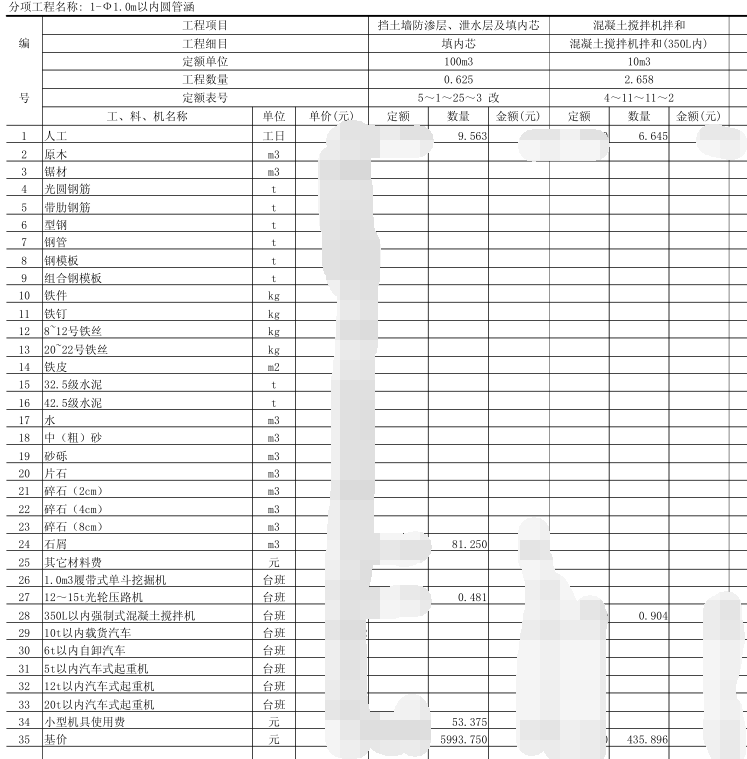 分项工程名称: 1-Φ1.0m以内圆管涵
编号 工程项目 挡土墙防渗层、泄水层及填内芯 混凝土搅拌机拌和
工程细目 填内芯 混凝土搅拌机拌和(350L内)
定额单位 100m3 10m3
工程数量 0.625 2.658
定额表号 5～1～25～3 改 4～11～11～2
工、料、机名称 单位 单价(元) 定额 数量 金额(元) 定额 数量 金额(元)
1 人工 工日 9.563 6.645
2 原木 m3
3 锯材 m3
4 光圆钢筋 t
5 带肋钢筋 t
6 型钢 t
7 钢管 t
8 钢模板 t
9 组合钢模板 t
10 铁件 kg
11 铁钉 kg
12 8~12号铁丝 kg
13 20~22号铁丝 kg
14 铁皮 m2
15 32.5级水泥 t
16 42.5级水泥 t
17 水 m3
18 中（粗）砂 m3
19 砂砾 m3
20 片石 m3
21 碎石（2cm） m3
22 碎石（4cm） m3
23 碎石（8cm） m3
24 石屑 m3 81.250
25 其它材料费 元
26 1.0m3履带式单斗挖掘机 台班
27 12～15t光轮压路机 台班 0.481
28 350L以内强制式混凝土搅拌机 台班 0.904
29 10t以内载货汽车 台班
30 6t以内自卸汽车 台班
31 5t以内汽车式起重机 台班
32 12t以内汽车式起重机 台班
33 20t以内汽车式起重机 台班
34 小型机具使用费 元 53.375
35 基价 元 5993.750 435.896